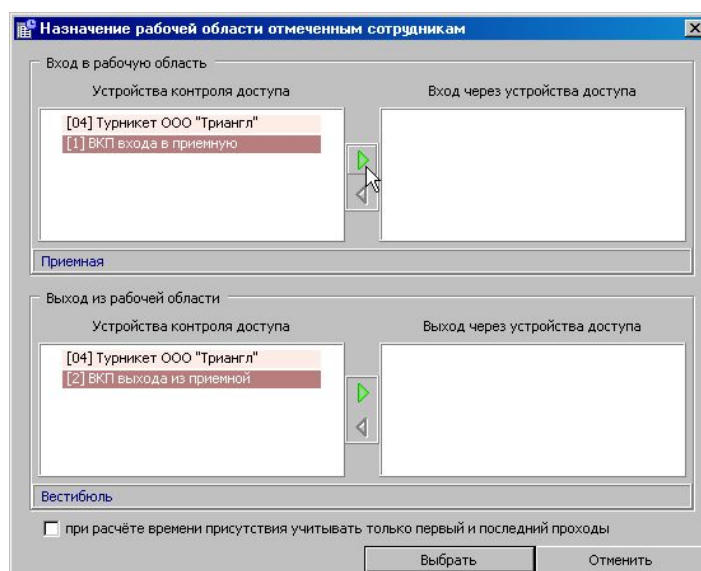 Назначение рабочей области отмеченным сотрудникам
Вход в рабочую область
Устройства контроля доступа
Вход через устройства доступа
[04] Турникет ООО "Триангл"
[1] ВКП входа в приемную
Приемная
Выход из рабочей области
Устройства контроля доступа
Выход через устройства доступа
[04] Турникет ООО "Триангл"
[2] ВКП выхода из приемной
Вестибюль
при расчёте времени присутствия учитывать только первый и последний проходы
Выбрать
Отменить